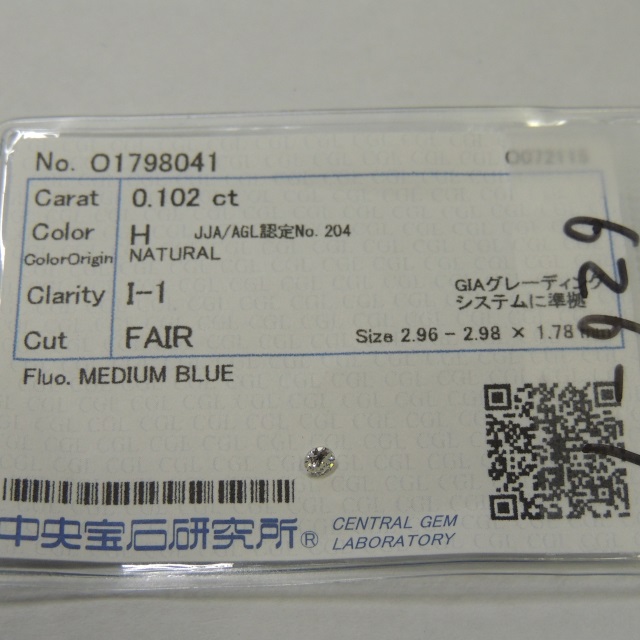 No. O1798041
Carat 0.102 ct
Color H JJA/AGL認定No. 204
ColorOrigin NATURAL
Clarity I-1 GIAグレーディング
システムに準拠
Cut FAIR Size 2.96 - 2.98 × 1.78
Fluo. MEDIUM BLUE
中央宝石研究所® CENTRAL GEM
LABORATORY